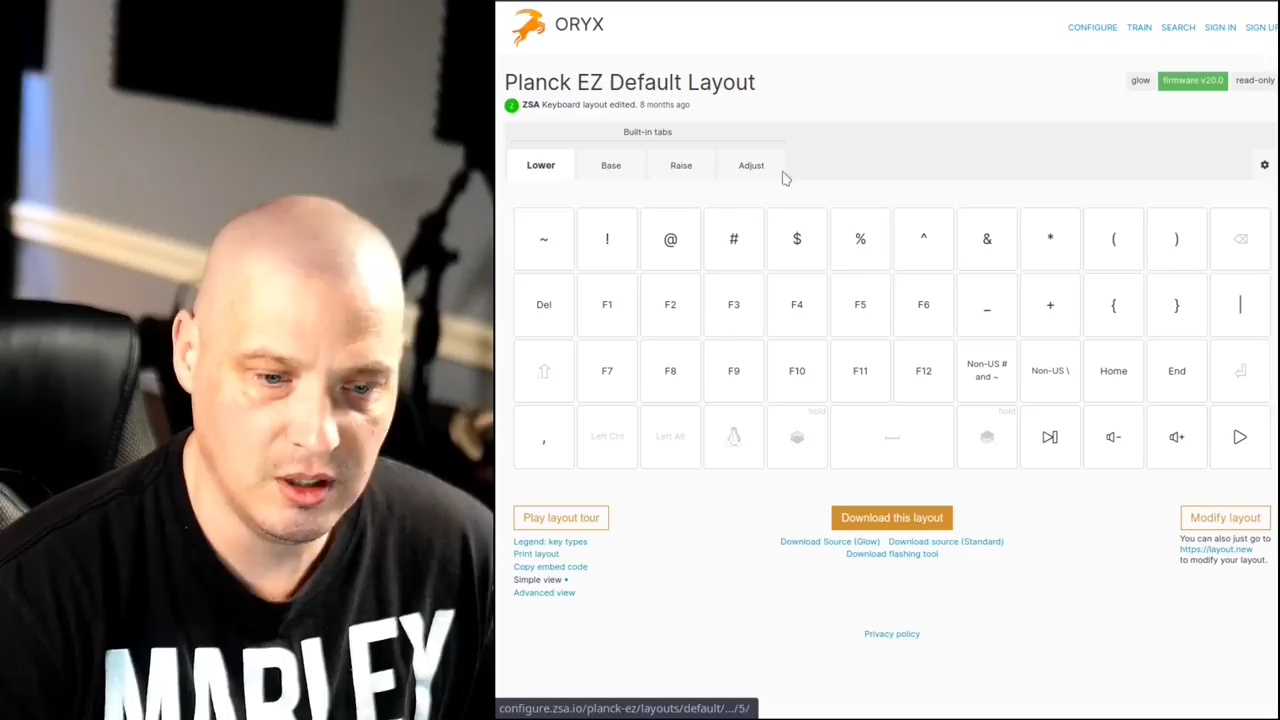 ORYX
CONFIGURE TRAIN SEARCH SIGN IN SIGN UP
Planck EZ Default Layout
glow firmware v20.0 read-only
Z ZSA Keyboard layout edited. 8 months ago
Built-in tabs
Lower Base Raise Adjust
~ ! @ # $ % ^ & * ( )
Del F1 F2 F3 F4 F5 F6 _ + { } |
F7 F8 F9 F10 F11 F12 Non-US # and ~ Non-US \ Home End
hold hold
, Left Ctrl Left Alt
Play layout tour Download this layout Modify layout
Legend: key types
Print layout
Copy embed code
Simple view •
Advanced view
Download Source (Glow) Download source (Standard)
Download flashing tool
You can also just go to
https://layout.new
to modify your layout.
Privacy policy
configure.zsa.io/planck-ez/layouts/default/.../5/
MARLEY